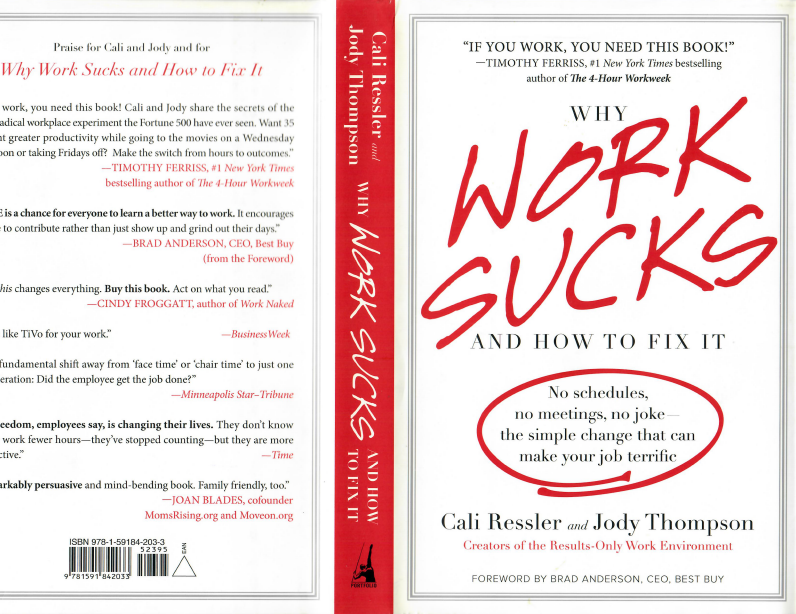 Praise for Cali and Jody and for
Why Work Sucks and How to Fix It
work, you need this book! Cali and Jody share the secrets of the
adical workplace experiment the Fortune 500 have ever seen. Want 35
nt greater productivity while going to the movies on a Wednesday
oon or taking Fridays off? Make the switch from hours to outcomes.”
—TIMOTHY FERRISS, #1 New York Times
bestselling author of The 4-Hour Workweek
E is a chance for everyone to learn a better way to work. It encourages
e to contribute rather than just show up and grind out their days.”
—BRAD ANDERSON, CEO, Best Buy
(from the Foreword)
his changes everything. Buy this book. Act on what you read.”
—CINDY FROGGATT, author of Work Naked
like TiVo for your work.” —BusinessWeek
fundamental shift away from ‘face time’ or ‘chair time’ to just one
eration: Did the employee get the job done?”
—Minneapolis Star–Tribune
eedom, employees say, is changing their lives. They don’t know
work fewer hours—they’ve stopped counting—but they are more
ctive.” —Time
arkably persuasive and mind-bending book. Family friendly, too.”
—JOAN BLADES, cofounder
MomsRising.org and Moveon.org
ISBN 978-1-59184-203-3
52395
9 781591 842033
EAN
Cali Ressler and
Jody Thompson
WHY
WORK SUCKS
AND HOW
TO FIX IT
PORTFOLIO
“IF YOU WORK, YOU NEED THIS BOOK!”
—TIMOTHY FERRISS, #1 New York Times bestselling
author of The 4-Hour Workweek
WHY
WORK
SUCKS
AND HOW TO FIX IT
No schedules,
no meetings, no joke—
the simple change that can
make your job terrific
Cali Ressler and Jody Thompson
Creators of the Results-Only Work Environment
FOREWORD BY BRAD ANDERSON, CEO, BEST BUY